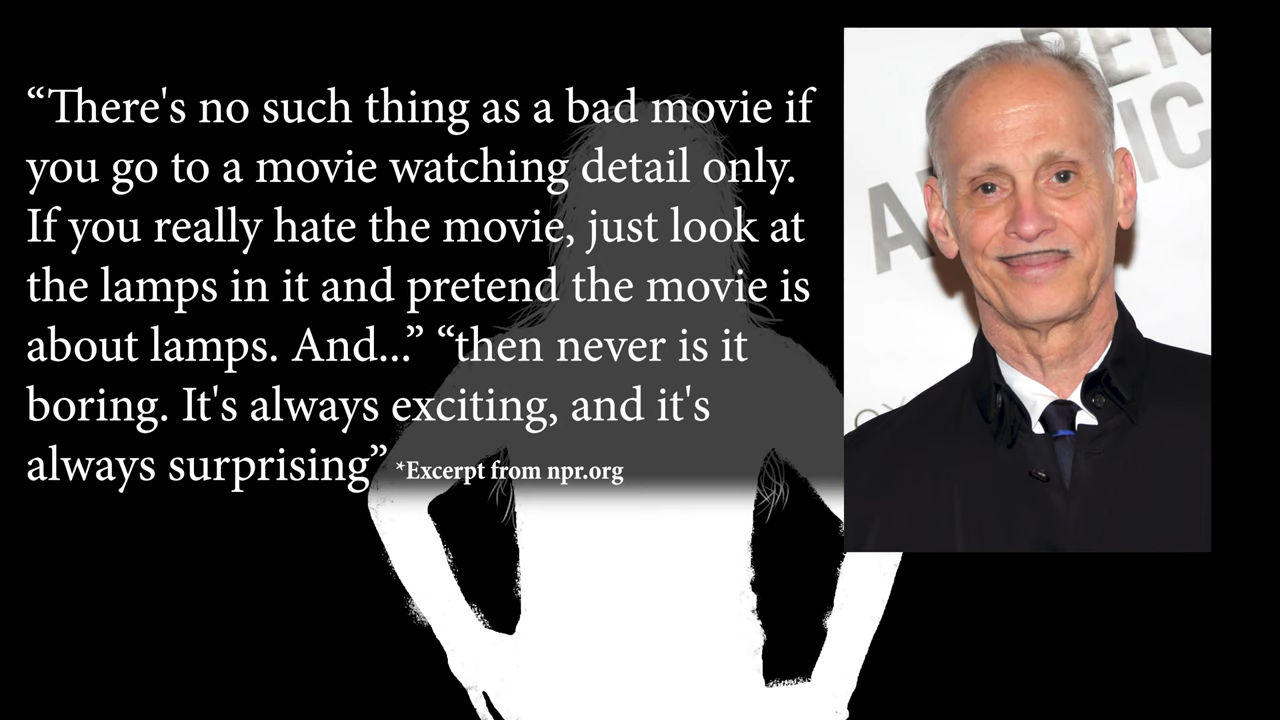 “There's no such thing as a bad movie if
you go to a movie watching detail only.
If you really hate the movie, just look at
the lamps in it and pretend the movie is
about lamps. And...” “then never is it
boring. It's always exciting, and it's
always surprising” *Excerpt from npr.org